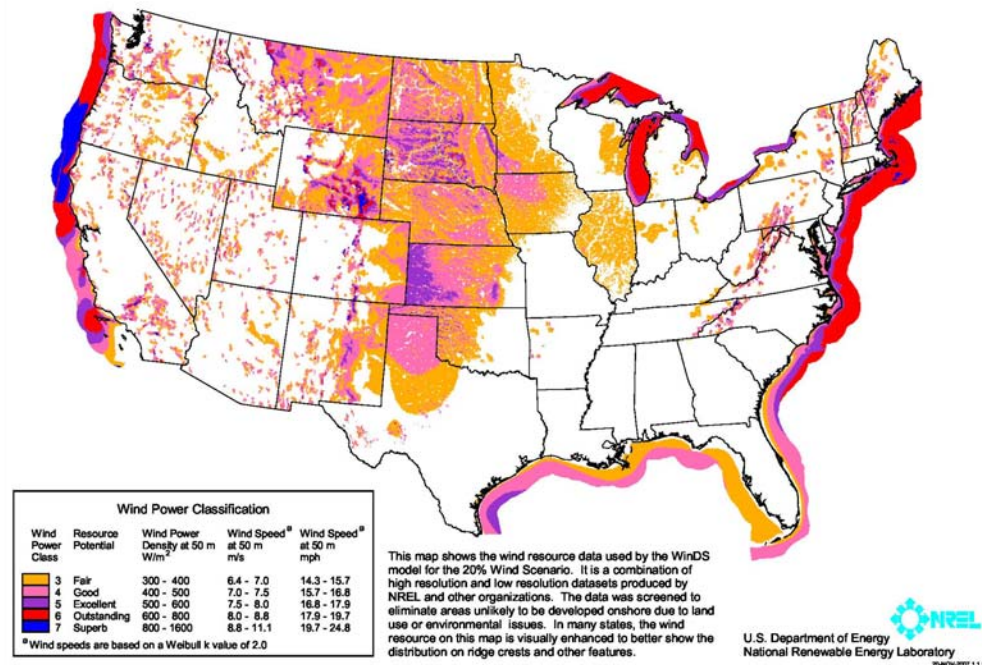 Wind Power Classification
Wind Power Class Resource Potential Wind Power Density at 50 m W/m² Wind Speedª at 50 m m/s Wind Speedª at 50 m mph
3 Fair 300 - 400 6.4 - 7.0 14.3 - 15.7
4 Good 400 - 500 7.0 - 7.5 15.7 - 16.8
5 Excellent 500 - 600 7.5 - 8.0 16.8 - 17.9
6 Outstanding 600 - 800 8.0 - 8.8 17.9 - 19.7
7 Superb 800 - 1600 8.8 - 11.1 19.7 - 24.8
ª Wind speeds are based on a Weibull k value of 2.0
This map shows the wind resource data used by the WinDS
model for the 20% Wind Scenario. It is a combination of
high resolution and low resolution datasets produced by
NREL and other organizations. The data was screened to
eliminate areas unlikely to be developed onshore due to land
use or environmental issues. In many states, the wind
resource on this map is visually enhanced to better show the
distribution on ridge crests and other features.
NREL
U.S. Department of Energy
National Renewable Energy Laboratory